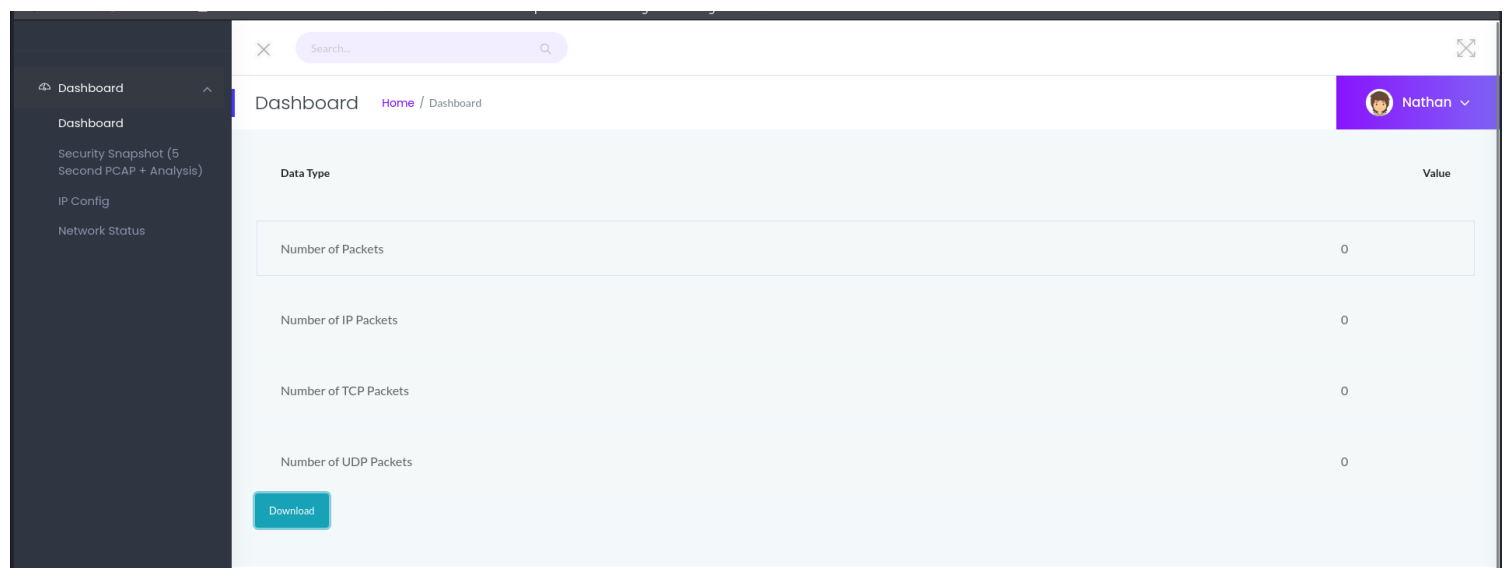 Search...
Dashboard
Dashboard
Security Snapshot (5
Second PCAP + Analysis)
IP Config
Network Status
Dashboard Home / Dashboard
Nathan
Data Type Value
Number of Packets 0
Number of IP Packets 0
Number of TCP Packets 0
Number of UDP Packets 0
Download